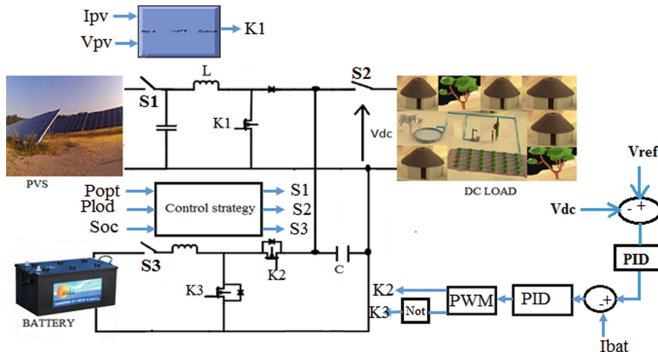 Ipv
Vpv
K1
L
S1
S2
K1
Vdc
PVS
DC LOAD
Vref
Popt
Plod
Soc
Control strategy
S1
S2
S3
Vdc
- +
PID
S3
K2
C
K3
BATTERY
K2
K3
Not
PWM
PID
- +
Ibat